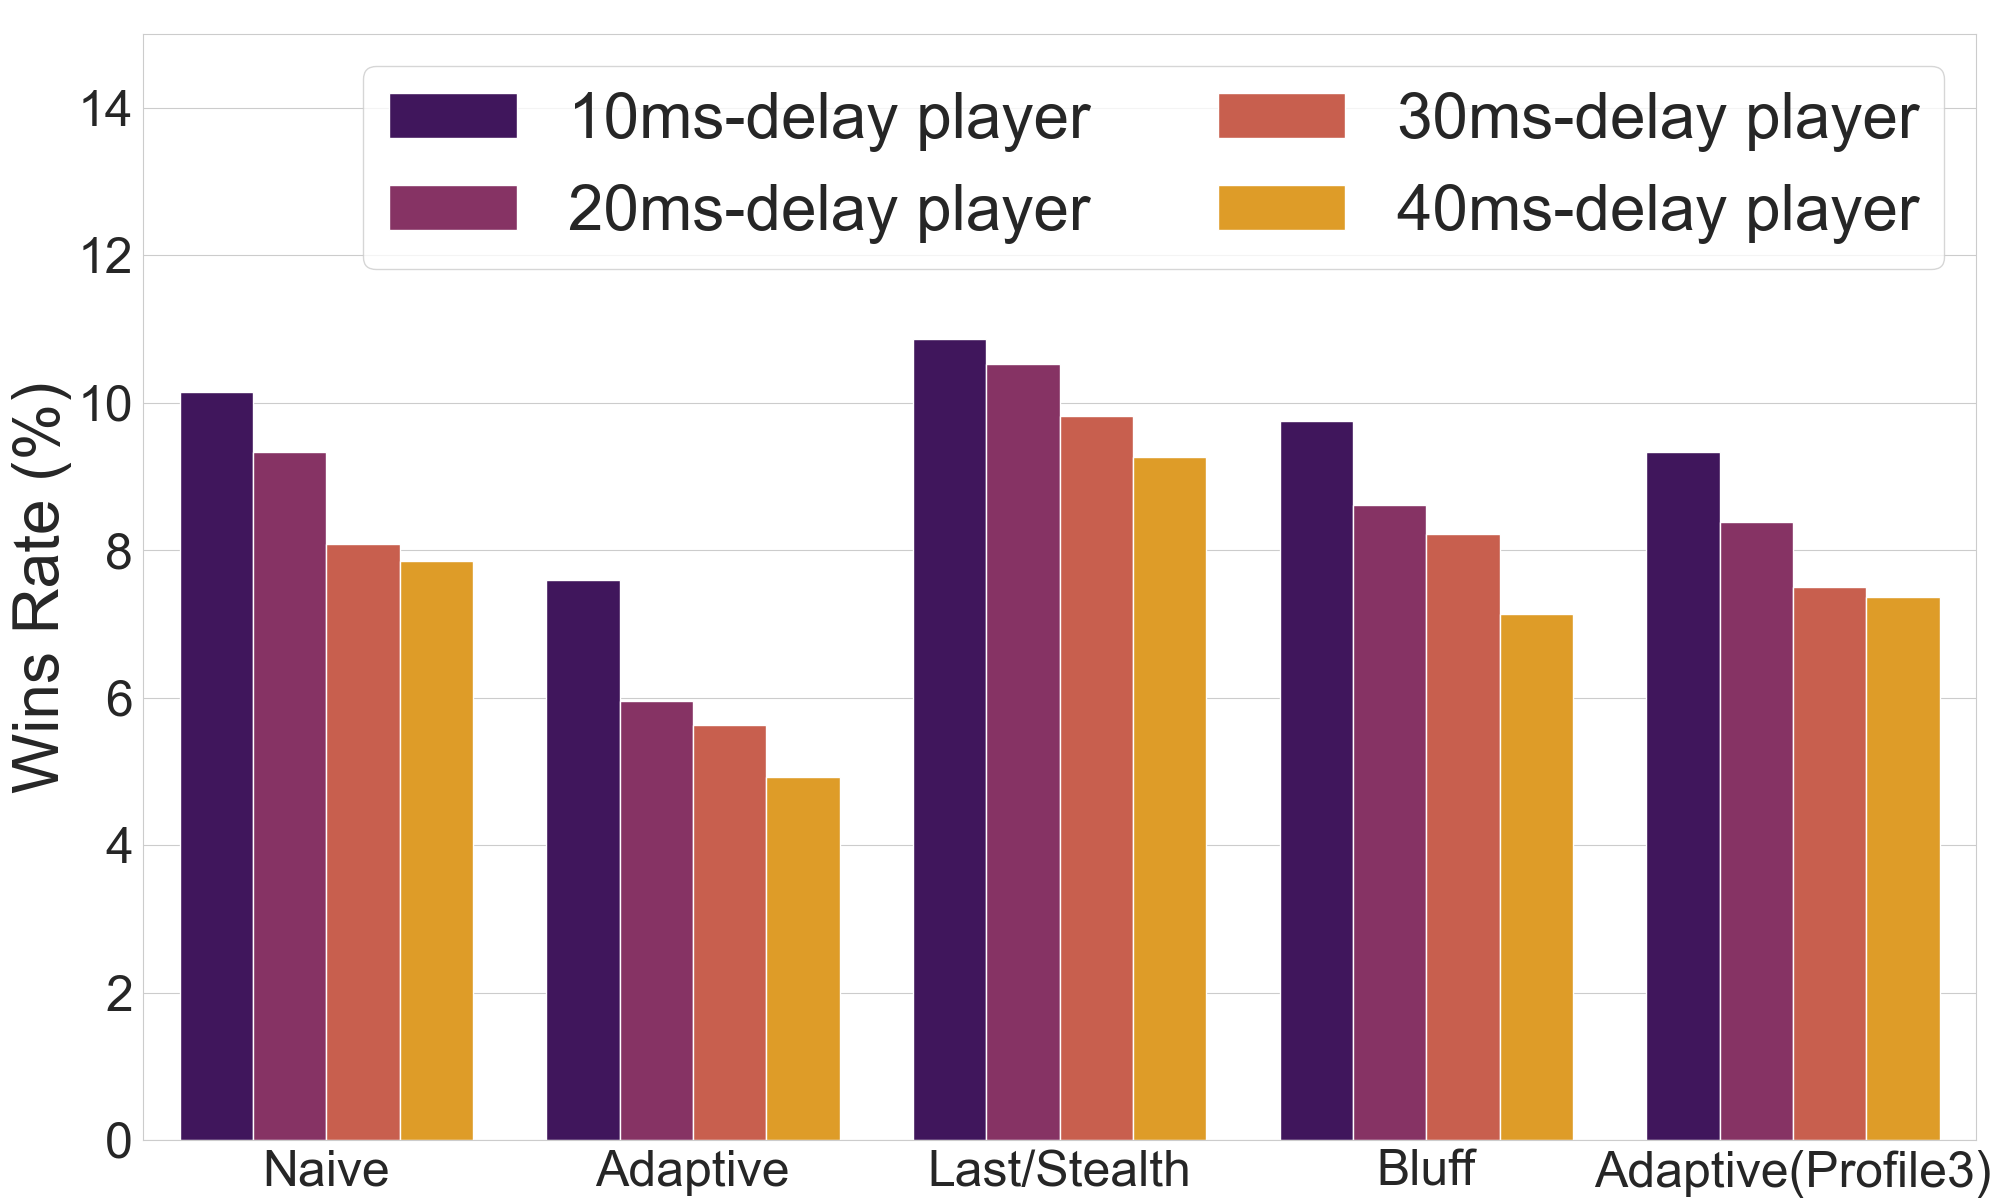 10ms-delay player
20ms-delay player
30ms-delay player
40ms-delay player
Wins Rate (%)
14
12
10
8
6
4
2
0
Naive
Adaptive
Last/Stealth
Bluff
Adaptive(Profile3)